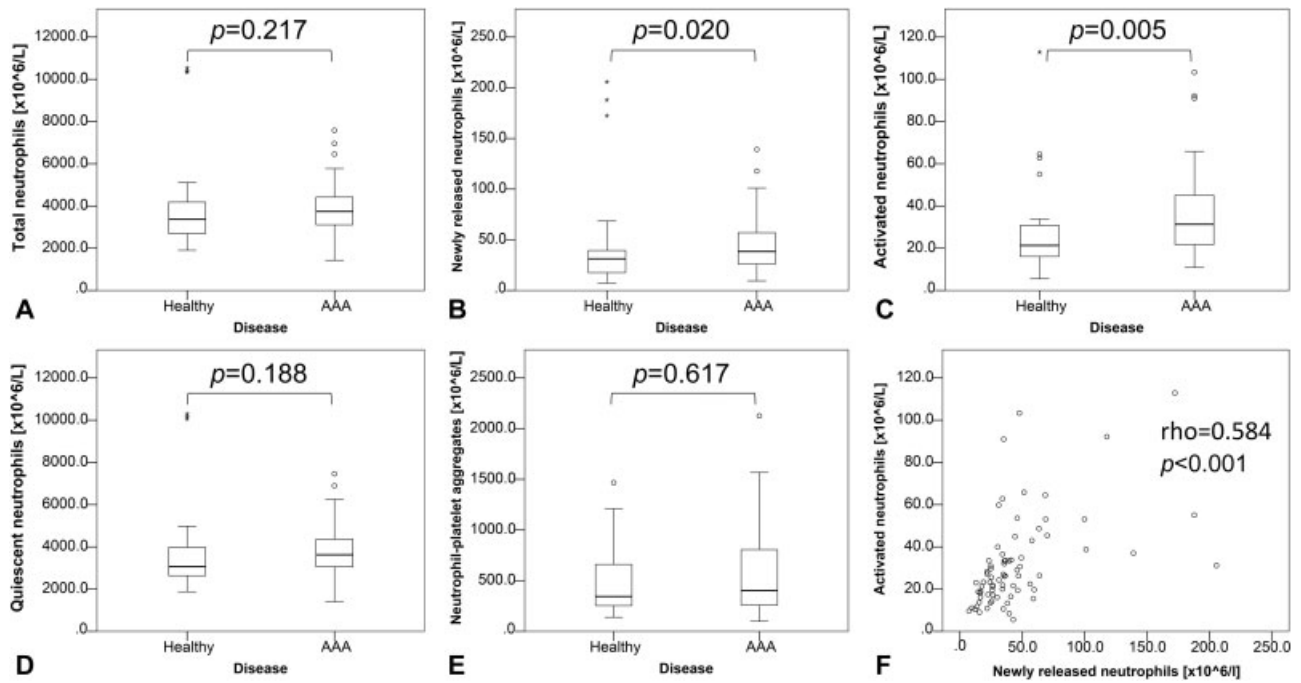 p=0.217
Total neutrophils [x10^6/L]
12000.0
10000.0
8000.0
6000.0
4000.0
2000.0
.0
Healthy
AAA
Disease
A
p=0.020
Newly released neutrophils [x10^6/L]
250.0
200.0
150.0
100.0
50.0
.0
Healthy
AAA
Disease
B
p=0.005
Activated neutrophils [x10^6/L]
120.0
100.0
80.0
60.0
40.0
20.0
.0
Healthy
AAA
Disease
C
p=0.188
Quiescent neutrophils [x10^6/L]
12000.0
10000.0
8000.0
6000.0
4000.0
2000.0
.0
Healthy
AAA
Disease
D
p=0.617
Neutrophil-platelet aggregates [x10^6/L]
2500.0
2000.0
1500.0
1000.0
500.0
.0
Healthy
AAA
Disease
E
rho=0.584
p<0.001
Activated neutrophils [x10^6/L]
120.0
100.0
80.0
60.0
40.0
20.0
.0
.0
50.0
100.0
150.0
200.0
250.0
Newly released neutrophils [x10^6/l]
F